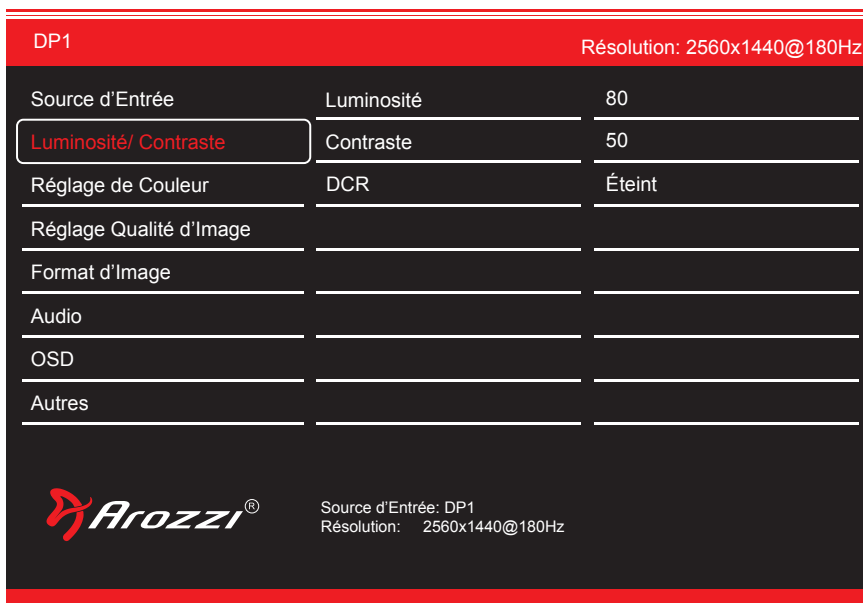 DP1 Résolution: 2560x1440@180Hz
Source d’Entrée Luminosité 80
Luminosité/ Contraste Contraste 50
Réglage de Couleur DCR Éteint
Réglage Qualité d’Image
Format d’Image
Audio
OSD
Autres
Arozzi®
Source d’Entrée: DP1
Résolution: 2560x1440@180Hz